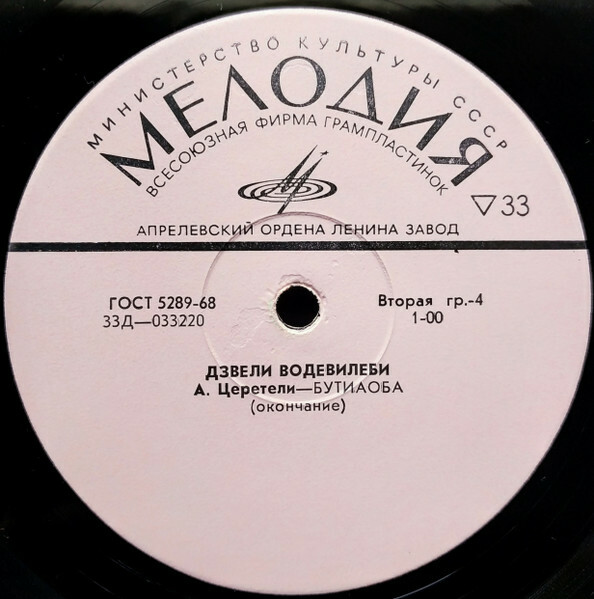 МИНИСТЕРСТВО КУЛЬТУРЫ СССР
МЕЛОДИЯ
ВСЕСОЮЗНАЯ ФИРМА ГРАМПЛАСТИНОК
▽33
АПРЕЛЕВСКИЙ ОРДЕНА ЛЕНИНА ЗАВОД
ГОСТ 5289-68
33Д—033220
Вторая гр.-4
1-00
ДЗВЕЛИ ВОДЕВИЛЕБИ
А. Церетели—БУТИАОБА
(окончание)